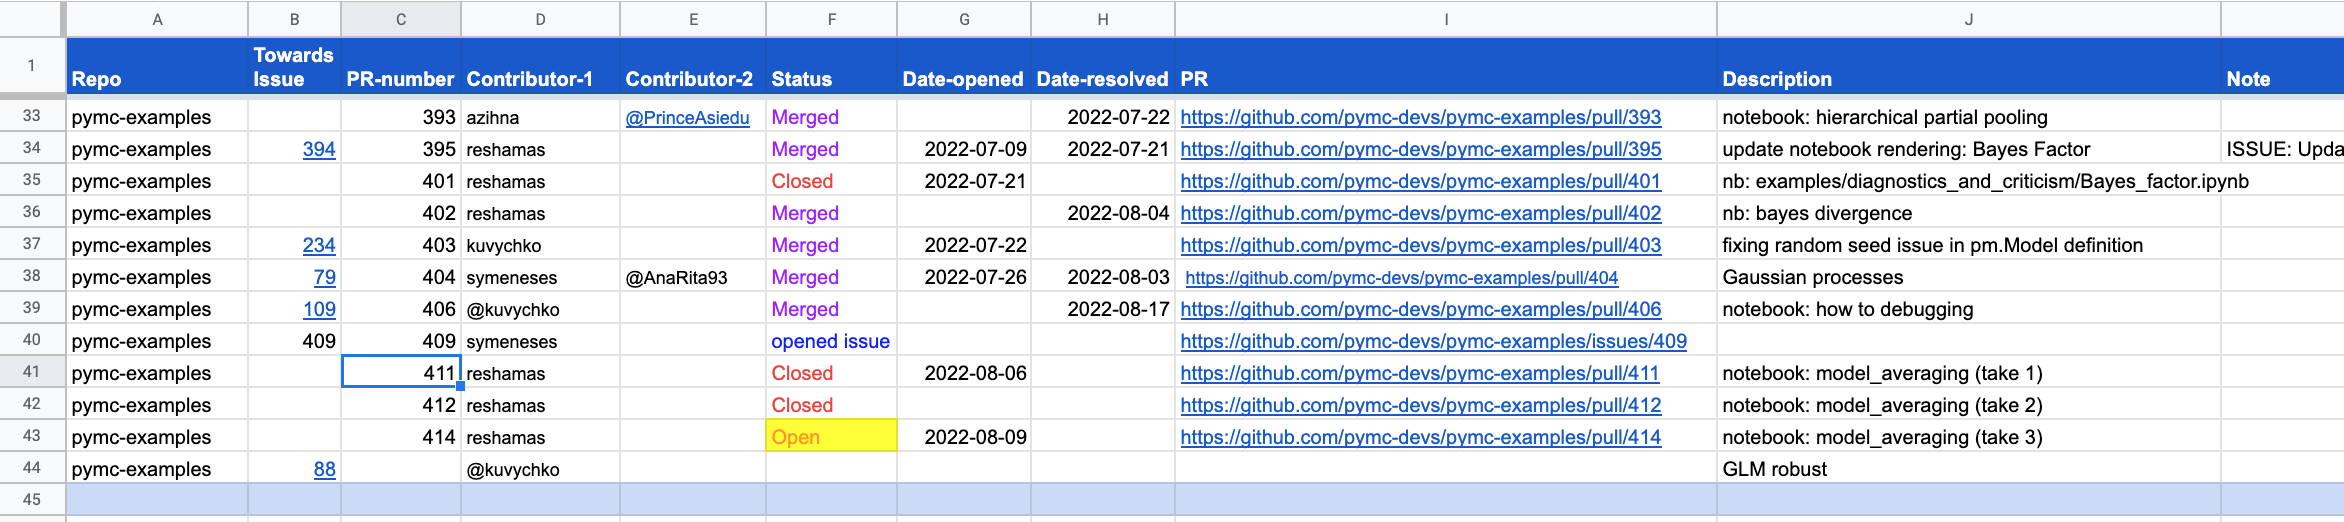 A B C D E F G H I J
1 Repo Towards Issue PR-number Contributor-1 Contributor-2 Status Date-opened Date-resolved PR Description Note
33 pymc-examples 393 azihna @PrinceAsiedu Merged 2022-07-22 https://github.com/pymc-devs/pymc-examples/pull/393 notebook: hierarchical partial pooling
34 pymc-examples 394 395 reshamas Merged 2022-07-09 2022-07-21 https://github.com/pymc-devs/pymc-examples/pull/395 update notebook rendering: Bayes Factor ISSUE: Upda
35 pymc-examples 401 reshamas Closed 2022-07-21 https://github.com/pymc-devs/pymc-examples/pull/401 nb: examples/diagnostics_and_criticism/Bayes_factor.ipynb
36 pymc-examples 402 reshamas Merged 2022-08-04 https://github.com/pymc-devs/pymc-examples/pull/402 nb: bayes divergence
37 pymc-examples 234 403 kuvychko Merged 2022-07-22 https://github.com/pymc-devs/pymc-examples/pull/403 fixing random seed issue in pm.Model definition
38 pymc-examples 79 404 symeneses @AnaRita93 Merged 2022-07-26 2022-08-03 https://github.com/pymc-devs/pymc-examples/pull/404 Gaussian processes
39 pymc-examples 109 406 @kuvychko Merged 2022-08-17 https://github.com/pymc-devs/pymc-examples/pull/406 notebook: how to debugging
40 pymc-examples 409 409 symeneses opened issue https://github.com/pymc-devs/pymc-examples/issues/409
41 pymc-examples 411 reshamas Closed 2022-08-06 https://github.com/pymc-devs/pymc-examples/pull/411 notebook: model_averaging (take 1)
42 pymc-examples 412 reshamas Closed https://github.com/pymc-devs/pymc-examples/pull/412 notebook: model_averaging (take 2)
43 pymc-examples 414 reshamas Open 2022-08-09 https://github.com/pymc-devs/pymc-examples/pull/414 notebook: model_averaging (take 3)
44 pymc-examples 88 @kuvychko GLM robust
45